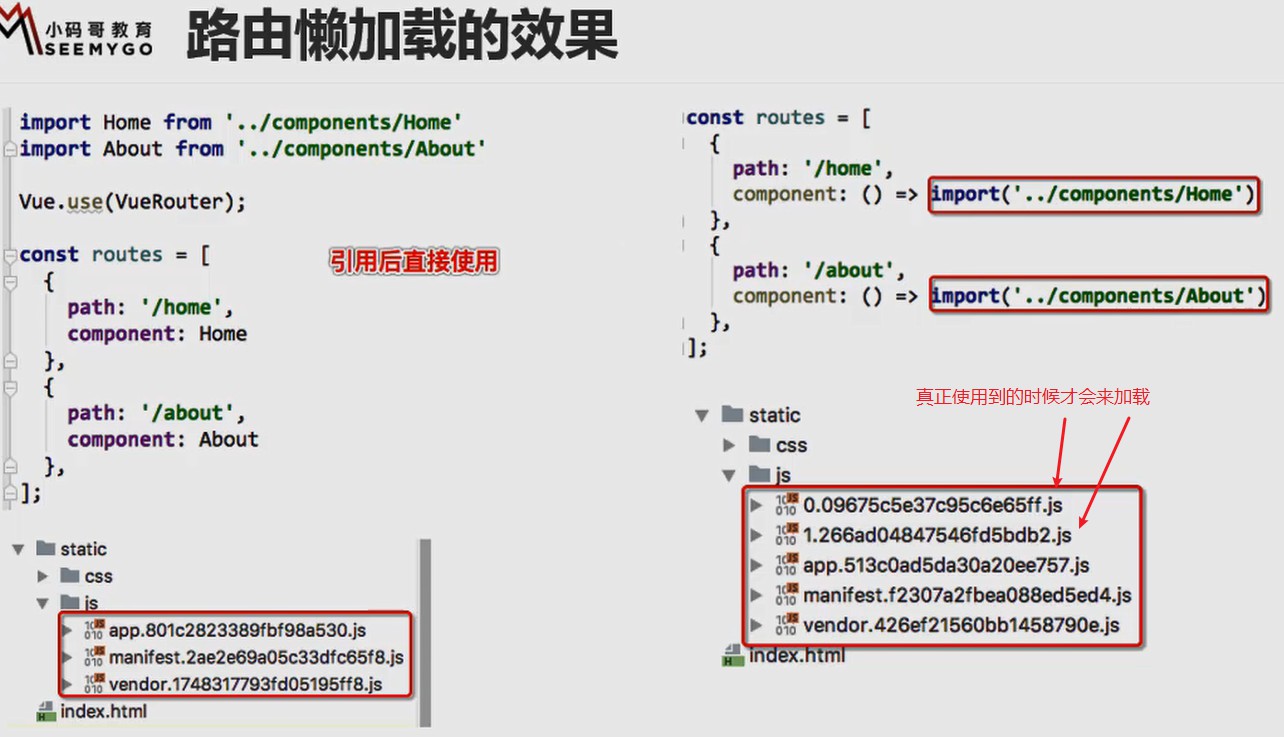 小码哥教育
SEEMYGO
路由懒加载的效果
import Home from '../components/Home'
import About from '../components/About'
Vue.use(VueRouter);
const routes = [
{
path: '/home',
component: Home
},
{
path: '/about',
component: About
},
];
引用后直接使用
static
css
js
app.801c2823389fbf98a530.js
manifest.2ae2e69a05c33dfc65f8.js
vendor.1748317793fd05195ff8.js
index.html
const routes = [
{
path: '/home',
component: () => import('../components/Home')
},
{
path: '/about',
component: () => import('../components/About')
},
];
真正使用到的时候才会来加载
static
css
js
0.09675c5e37c95c6e65ff.js
1.266ad04847546fd5bdb2.js
app.513c0ad5da30a20ee757.js
manifest.f2307a2fbea088ed5ed4.js
vendor.426ef21560bb1458790e.js
index.html